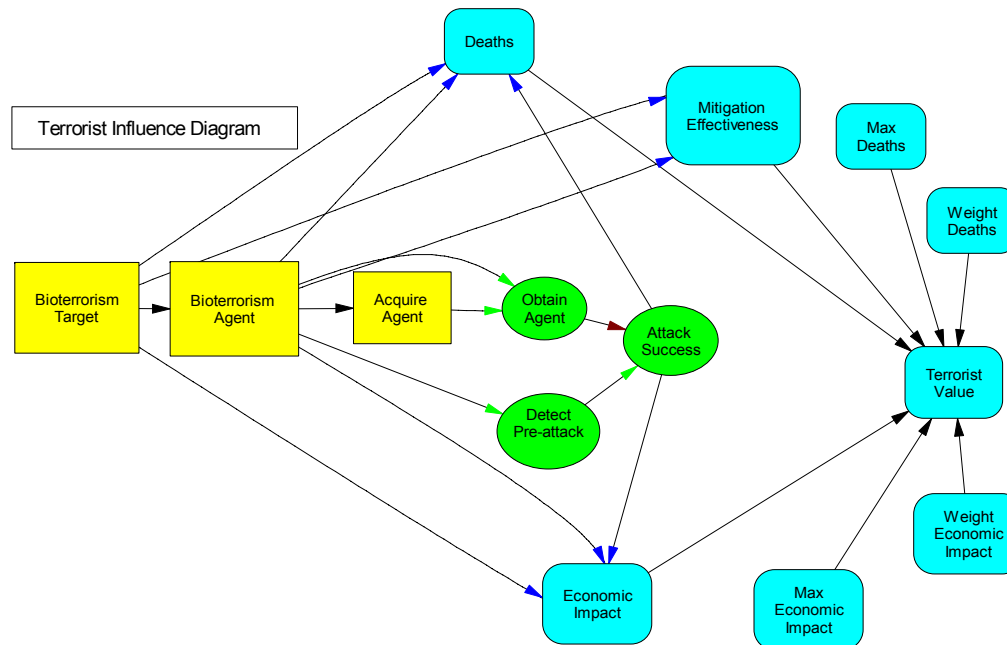 Deaths
Mitigation
Effectiveness
Terrorist Influence Diagram
Max
Deaths
Weight
Deaths
Bioterrorism
Target
Bioterrorism
Agent
Acquire
Agent
Obtain
Agent
Attack
Success
Terrorist
Value
Detect
Pre-attack
Weight
Economic
Impact
Economic
Impact
Max
Economic
Impact